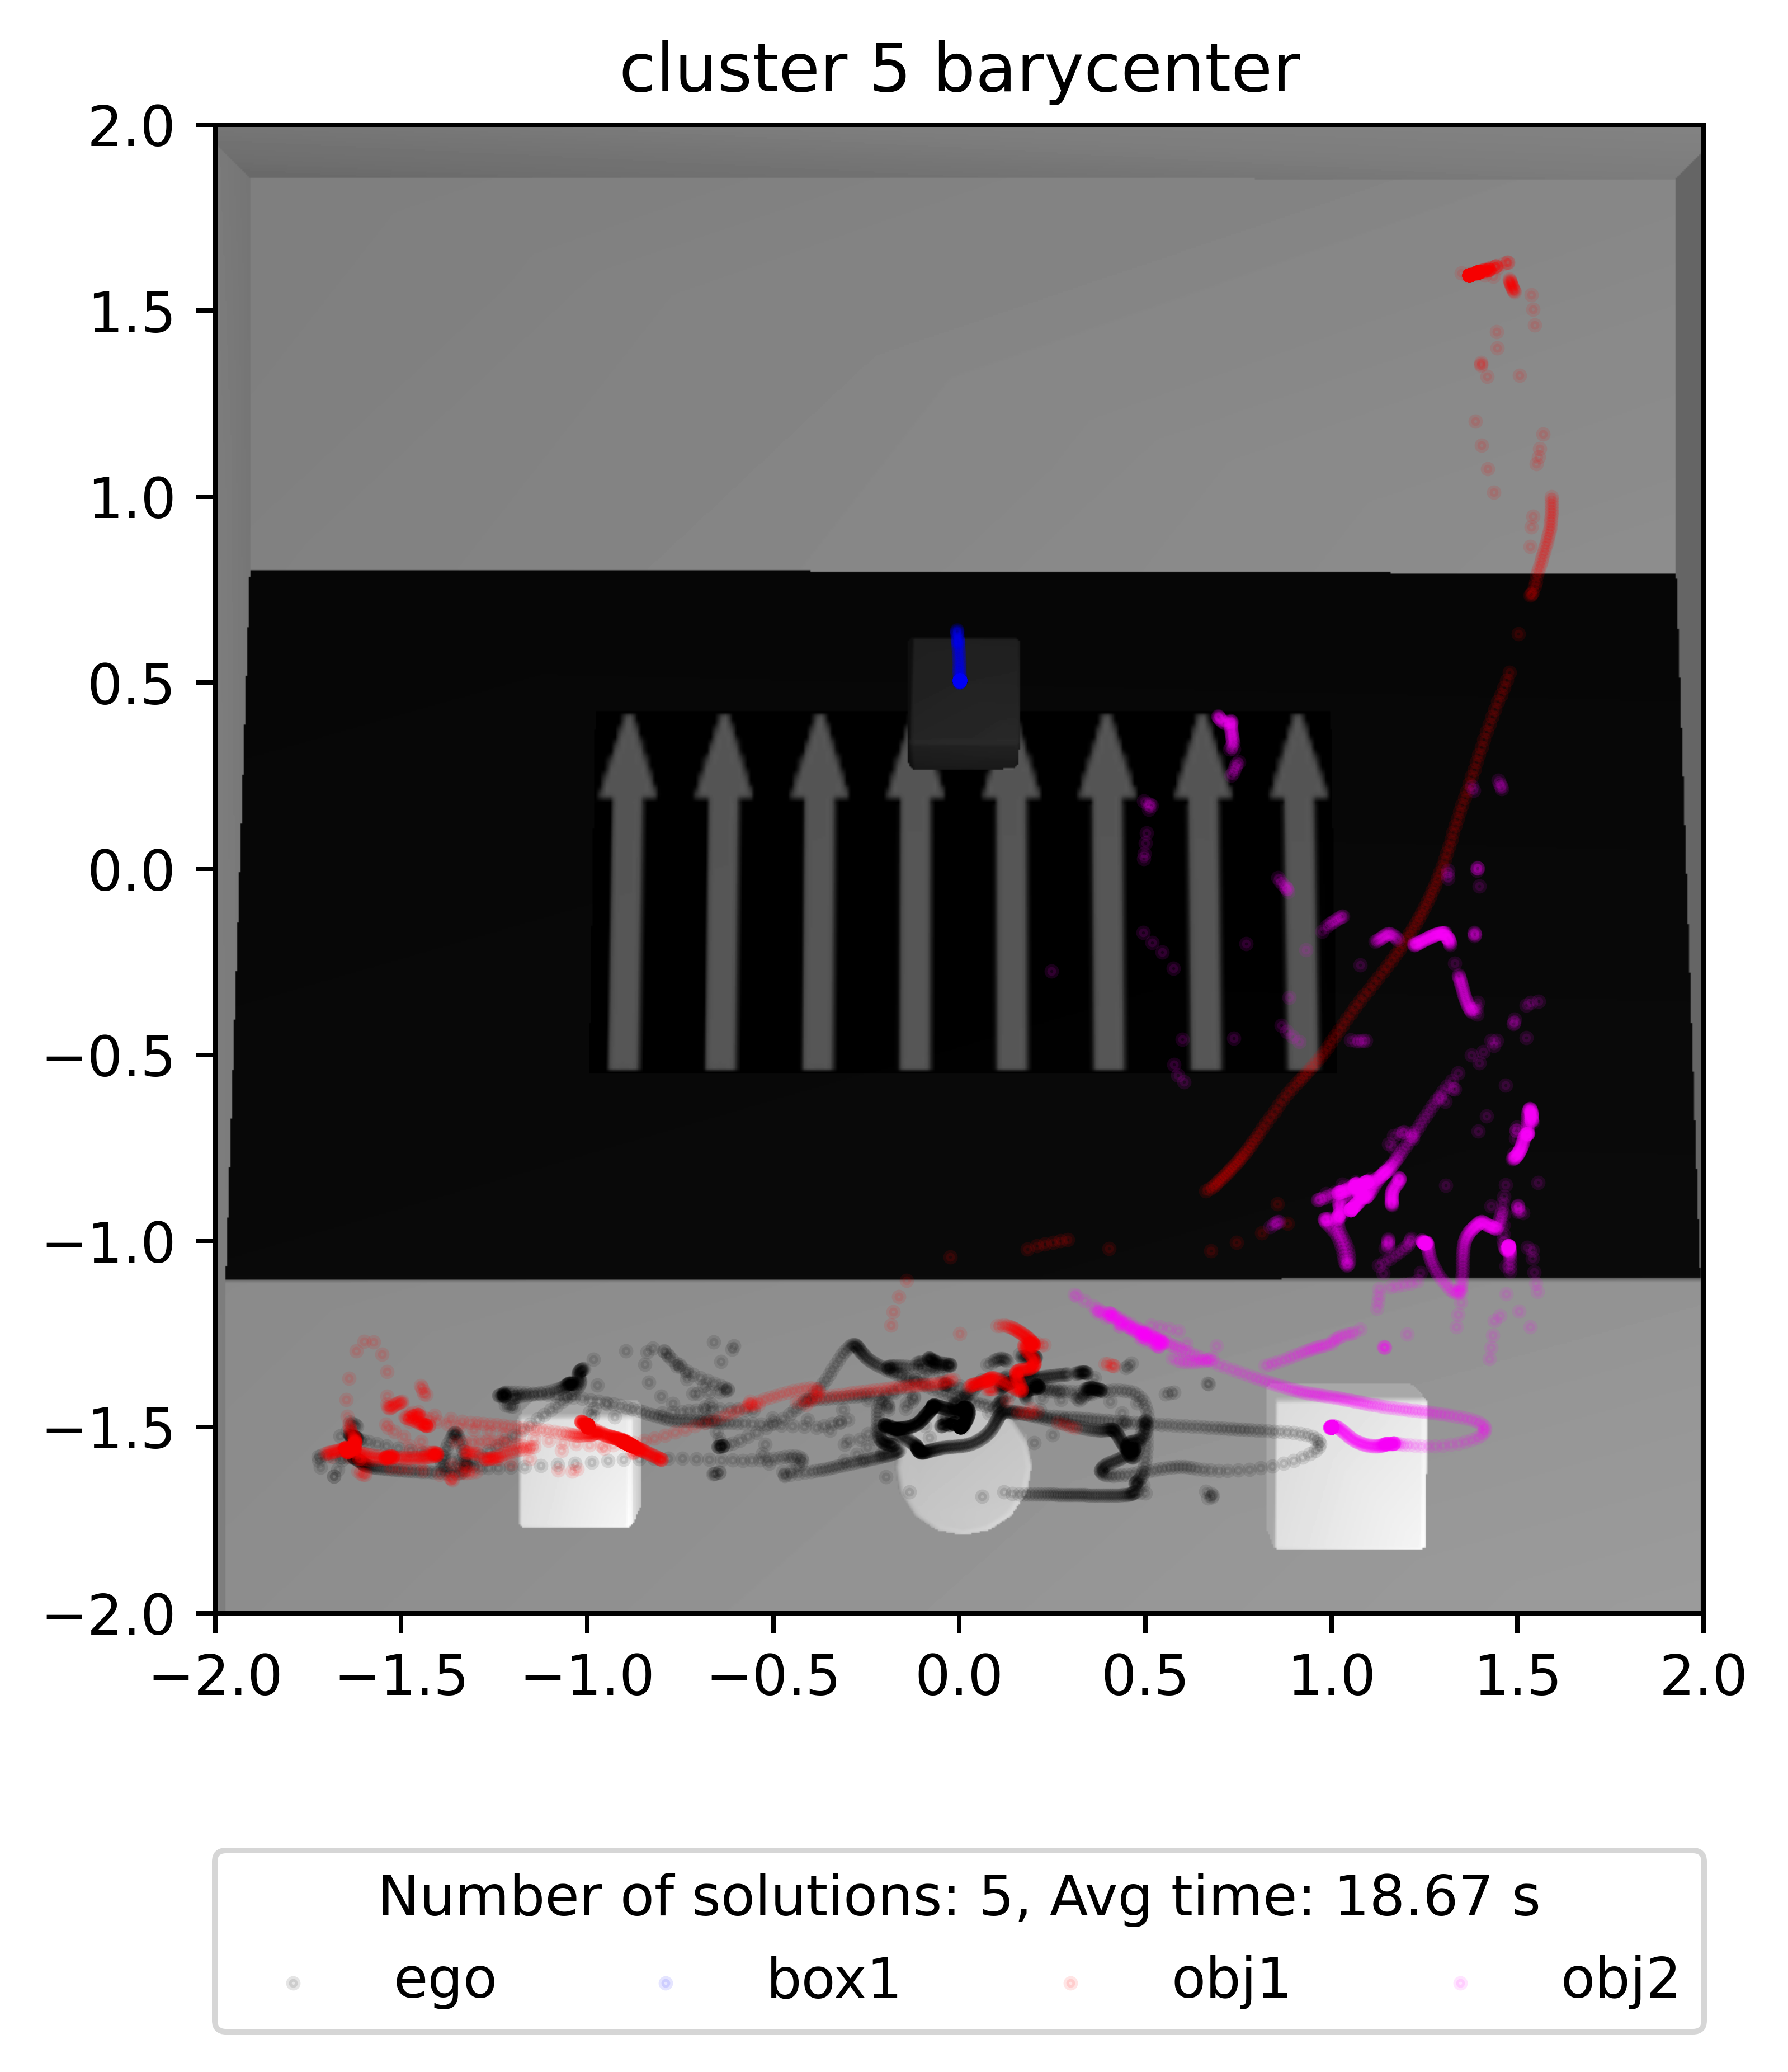 cluster 5 barycenter
2.0
1.5
1.0
0.5
0.0
−0.5
−1.0
−1.5
−2.0
−2.0 −1.5 −1.0 −0.5 0.0 0.5 1.0 1.5 2.0
Number of solutions: 5, Avg time: 18.67 s
ego box1 obj1 obj2